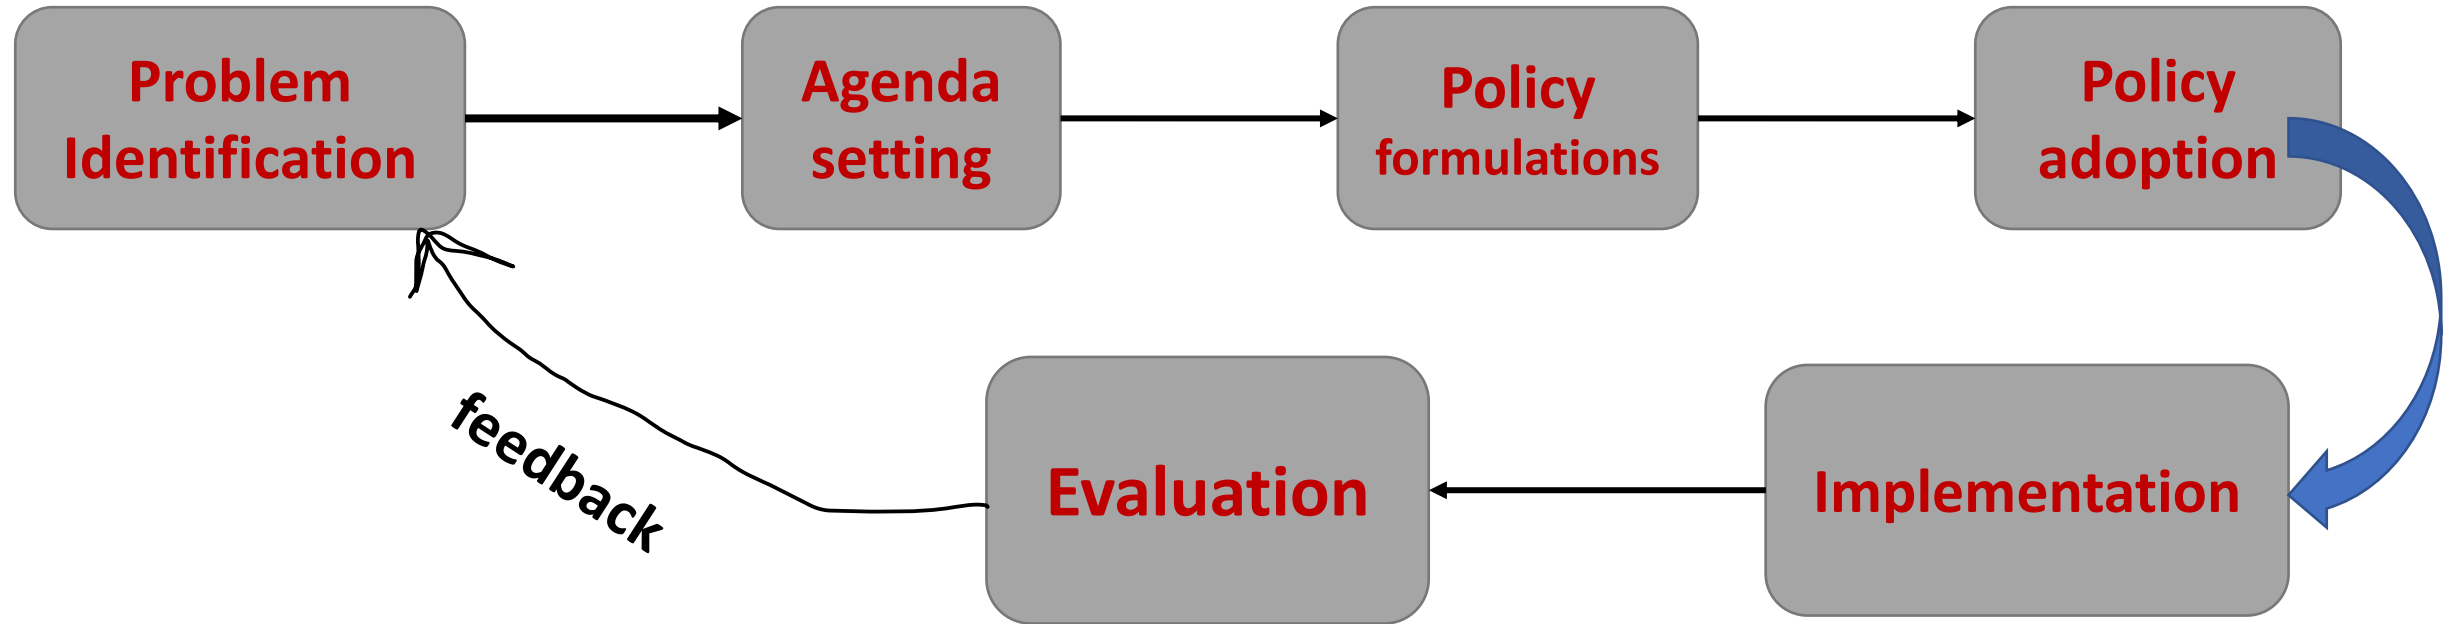 Problem
Identification
Agenda
setting
Policy
formulations
Policy
adoption
feedback
Evaluation
Implementation